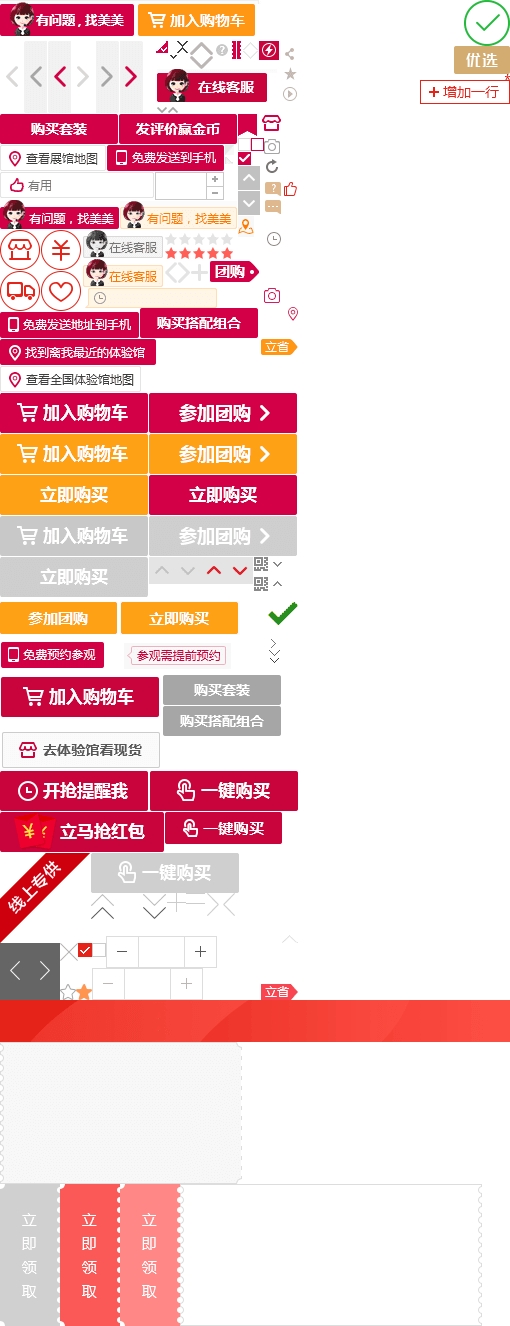 有问题，找美美
加入购物车
优选
*
+ 增加一行
在线客服
购买套装
发评价赢金币
查看展馆地图
免费发送到手机
有用
有问题，找美美
有问题，找美美
在线客服
在线客服
团购
免费发送地址到手机
购买搭配组合
找到离我最近的体验馆
立省
查看全国体验馆地图
加入购物车
参加团购
加入购物车
参加团购
立即购买
立即购买
加入购物车
参加团购
立即购买
参加团购
立即购买
免费预约参观
参观需提前预约
加入购物车
购买套装
购买搭配组合
去体验馆看现货
开抢提醒我
一键购买
¥ ?
立马抢红包
一键购买
线上专供
一键购买
立省
立即领取
立即领取
立即领取